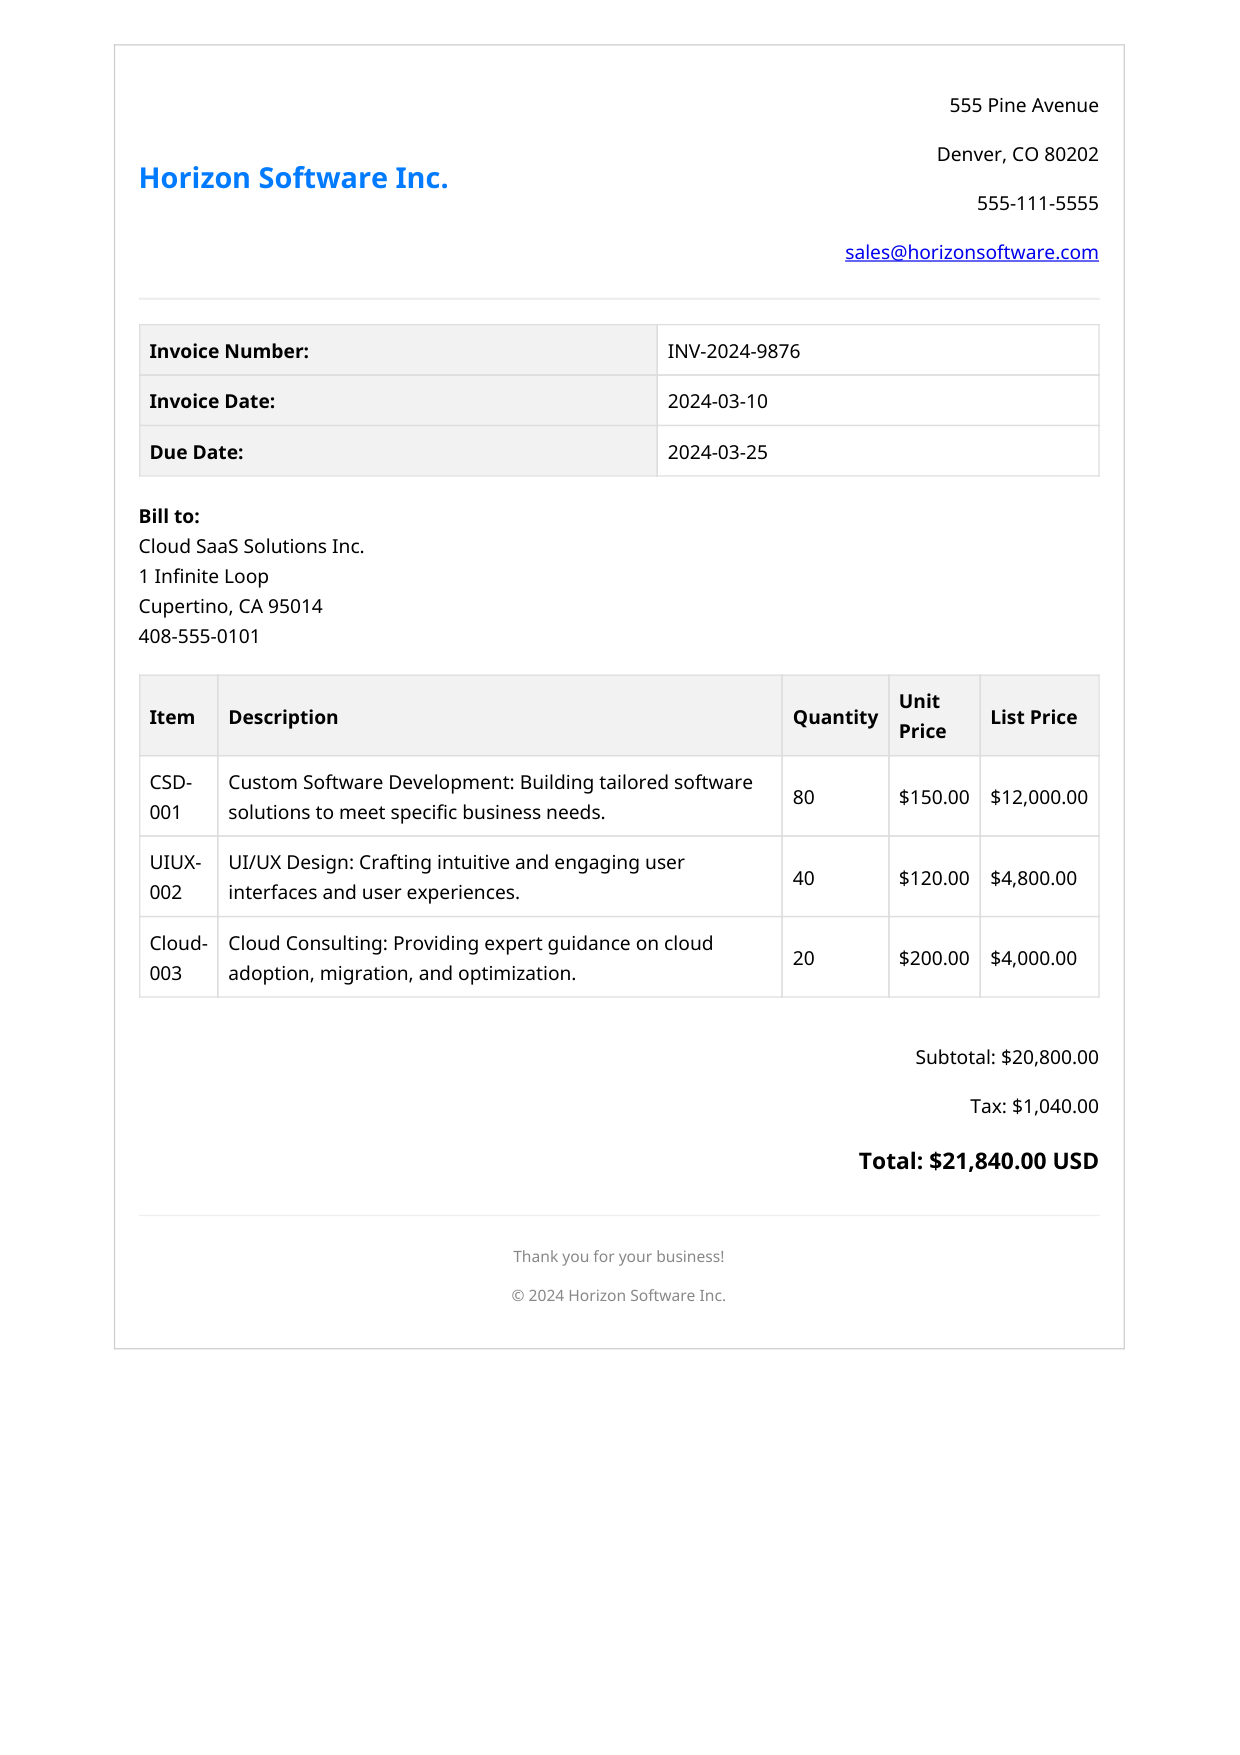 Horizon Software Inc.
555 Pine Avenue
Denver, CO 80202
555-111-5555
sales@horizonsoftware.com
Invoice Number: INV-2024-9876
Invoice Date: 2024-03-10
Due Date: 2024-03-25
Bill to:
Cloud SaaS Solutions Inc.
1 Infinite Loop
Cupertino, CA 95014
408-555-0101
Item Description Quantity Unit Price List Price
CSD-001 Custom Software Development: Building tailored software solutions to meet specific business needs. 80 $150.00 $12,000.00
UIUX-002 UI/UX Design: Crafting intuitive and engaging user interfaces and user experiences. 40 $120.00 $4,800.00
Cloud-003 Cloud Consulting: Providing expert guidance on cloud adoption, migration, and optimization. 20 $200.00 $4,000.00
Subtotal: $20,800.00
Tax: $1,040.00
Total: $21,840.00 USD
Thank you for your business!
© 2024 Horizon Software Inc.